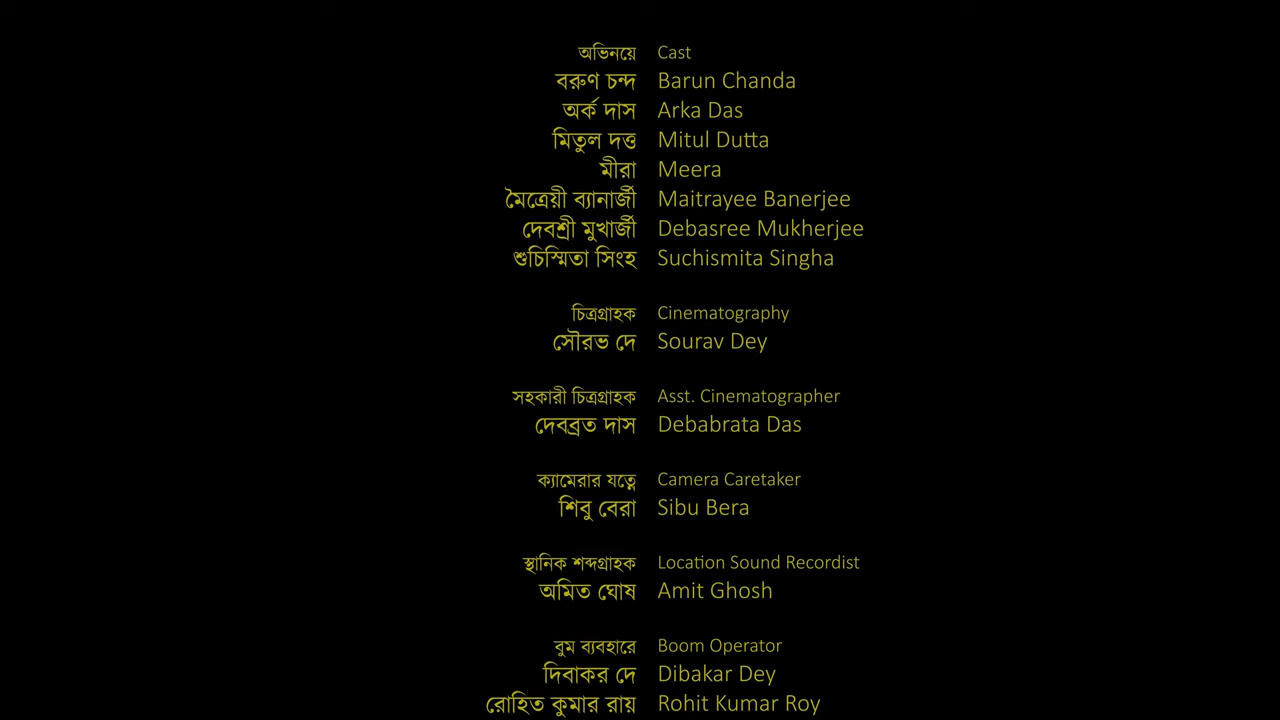 অভিনয়ে Cast
বরুণ চন্দ Barun Chanda
অর্ক দাস Arka Das
মিতুল দত্ত Mitul Dutta
মীরা Meera
মৈত্রেয়ী ব্যানার্জী Maitrayee Banerjee
দেবশ্রী মুখার্জী Debasree Mukherjee
শুচিস্মিতা সিংহ Suchismita Singha
চিত্রগ্রাহক Cinematography
সৌরভ দে Sourav Dey
সহকারী চিত্রগ্রাহক Asst. Cinematographer
দেবব্রত দাস Debabrata Das
ক্যামেরার যত্নে Camera Caretaker
শিবু বেরা Sibu Bera
স্থানিক শব্দগ্রাহক Location Sound Recordist
অমিত ঘোষ Amit Ghosh
বুম ব্যবহারে Boom Operator
দিবাকর দে Dibakar Dey
রোহিত কুমার রায় Rohit Kumar Roy